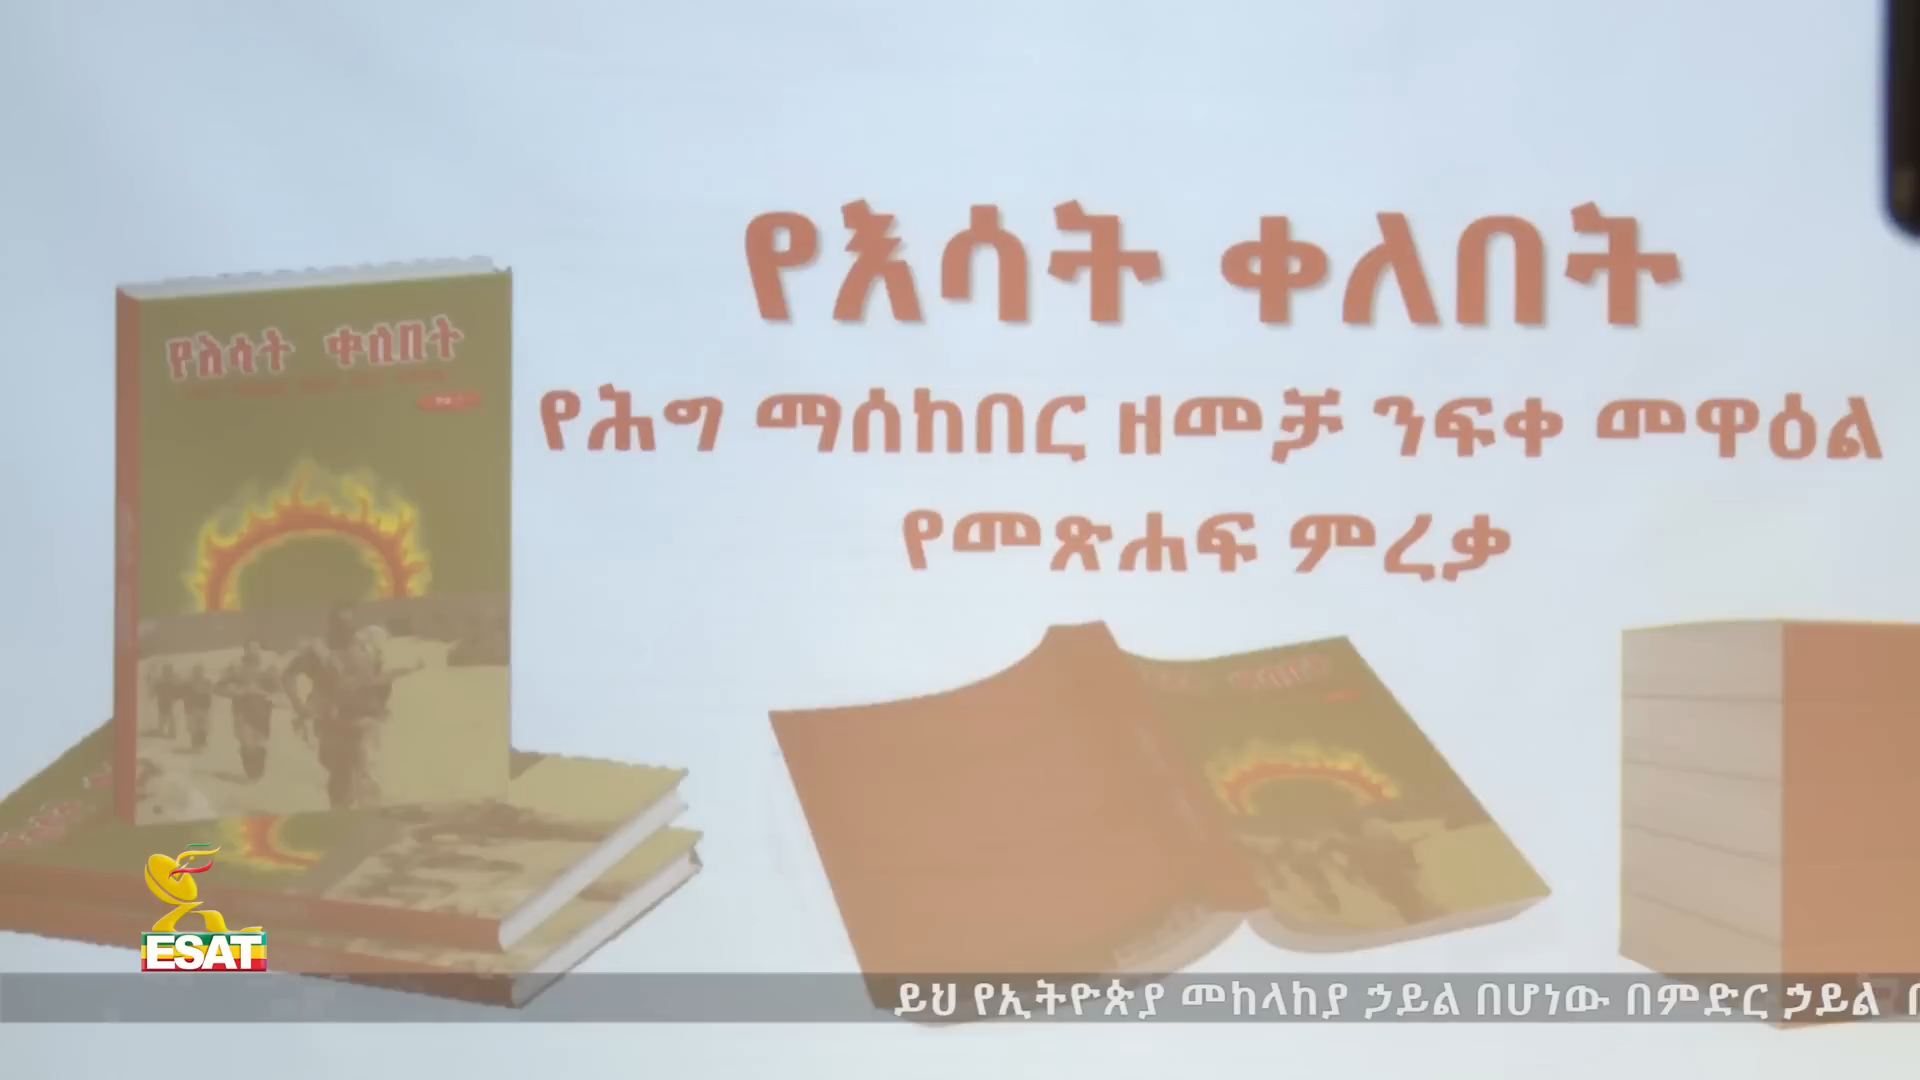 የእሳት ቀለበት
የሕግ ማስከበር ዘመቻ ንፍቀ መዋዕል
የመጽሐፍ ምረቃ
የእሳት ቀለበት
ESAT
ይህ የኢትዮጵያ መከላከያ ኃይል በሆነው በምድር ኃይል